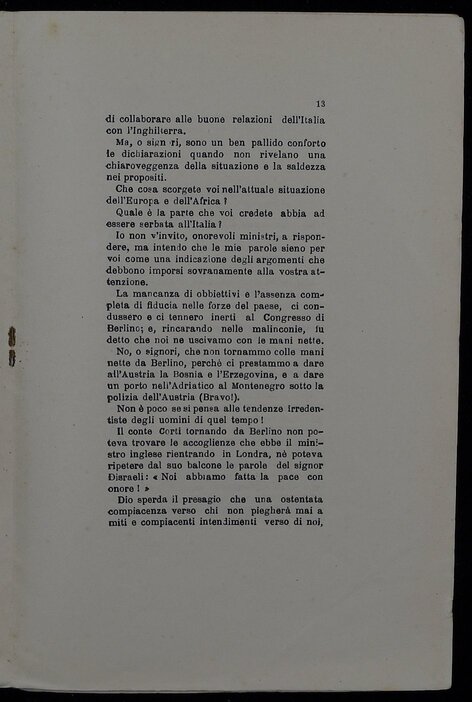 13
di collaborare alle buone relazioni dell'Italia
con l'Inghilterra.
Ma, o signori, sono un ben pallido conforto
le dichiarazioni quando non rivelano una
chiaroveggenza della situazione e la saldezza
nei propositi.
Che cosa scorgete voi nell'attuale situazione
dell'Europa e dell'Africa?
Quale è la parte che voi credete abbia ad
essere serbata all'Italia?
Io non v'invito, onorevoli ministri, a rispon-
dere, ma intendo che le mie parole sieno per
voi come una indicazione degli argomenti che
debbono imporsi sovranamente alla vostra at-
tenzione.
La mancanza di obbiettivi e l'assenza com-
pleta di fiducia nelle forze del paese, ci con-
dussero e ci tennero inerti al Congresso di
Berlino; e, rincarando nelle malinconie, fu
detto che noi ne uscivamo con le mani nette.
No, o signori, che non tornammo colle mani
nette da Berlino, perché ci prestammo a dare
all'Austria la Bosnia e l'Erzegovina, e a dare
un porto nell'Adriatico al Montenegro sotto la
polizia dell'Austria (Bravo!).
Non è poco se si pensa alle tendenze irreden-
tiste degli uomini di quel tempo!
Il conte Corti tornando da Berlino non po-
teva trovare le accoglienze che ebbe il mini-
stro inglese rientrando in Londra, né poteva
ripetere dal suo balcone le parole del signor
Disraeli: « Noi abbiamo fatta la pace con
onore! »
Dio sperda il presagio che una ostentata
compiacenza verso chi non piegherà mai a
miti e compiacenti intendimenti verso di noi,